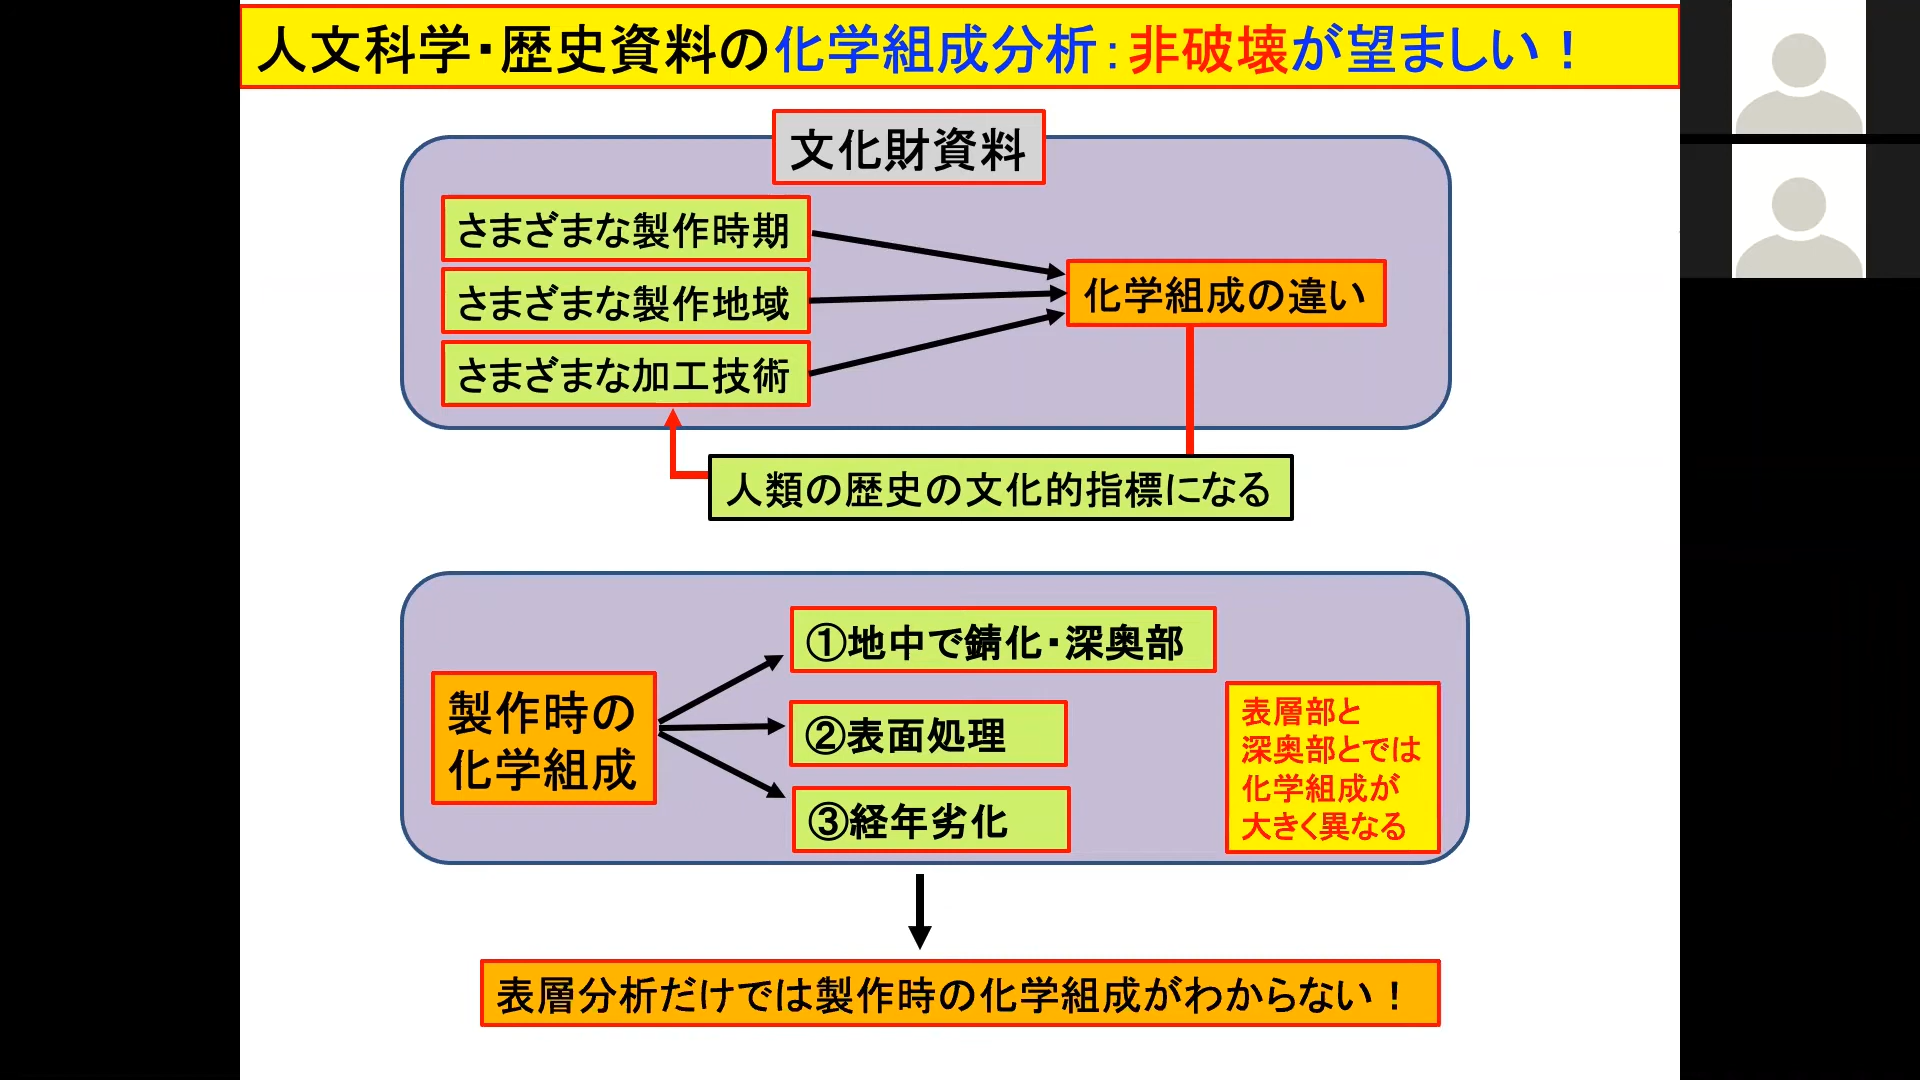 人文科学・歴史資料の化学組成分析：非破壊が望ましい！
文化財資料
さまざまな製作時期
さまざまな製作地域
さまざまな加工技術
化学組成の違い
人類の歴史の文化的指標になる
製作時の
化学組成
①地中で錆化・深奥部
②表面処理
③経年劣化
表層部と
深奥部とでは
化学組成が
大きく異なる
表層分析だけでは製作時の化学組成がわからない！